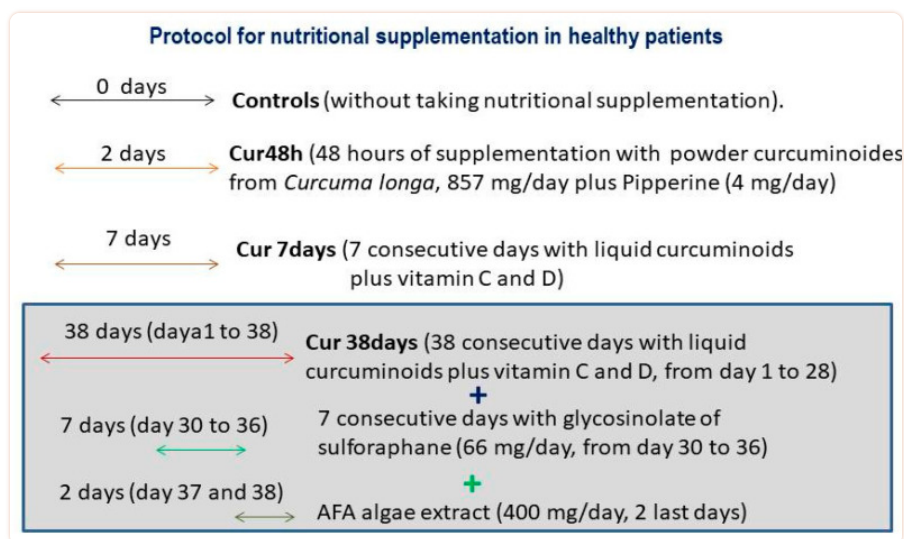 Protocol for nutritional supplementation in healthy patients
0 days
Controls (without taking nutritional supplementation).
2 days
Cur48h (48 hours of supplementation with powder curcuminoides
from Curcuma longa, 857 mg/day plus Pipperine (4 mg/day)
7 days
Cur 7days (7 consecutive days with liquid curcuminoids
plus vitamin C and D)
38 days (daya1 to 38)
Cur 38days (38 consecutive days with liquid
curcuminoids plus vitamin C and D, from day 1 to 28)
+
7 days (day 30 to 36)
7 consecutive days with glycosinolate of
sulforaphane (66 mg/day, from day 30 to 36)
+
2 days (day 37 and 38)
AFA algae extract (400 mg/day, 2 last days)